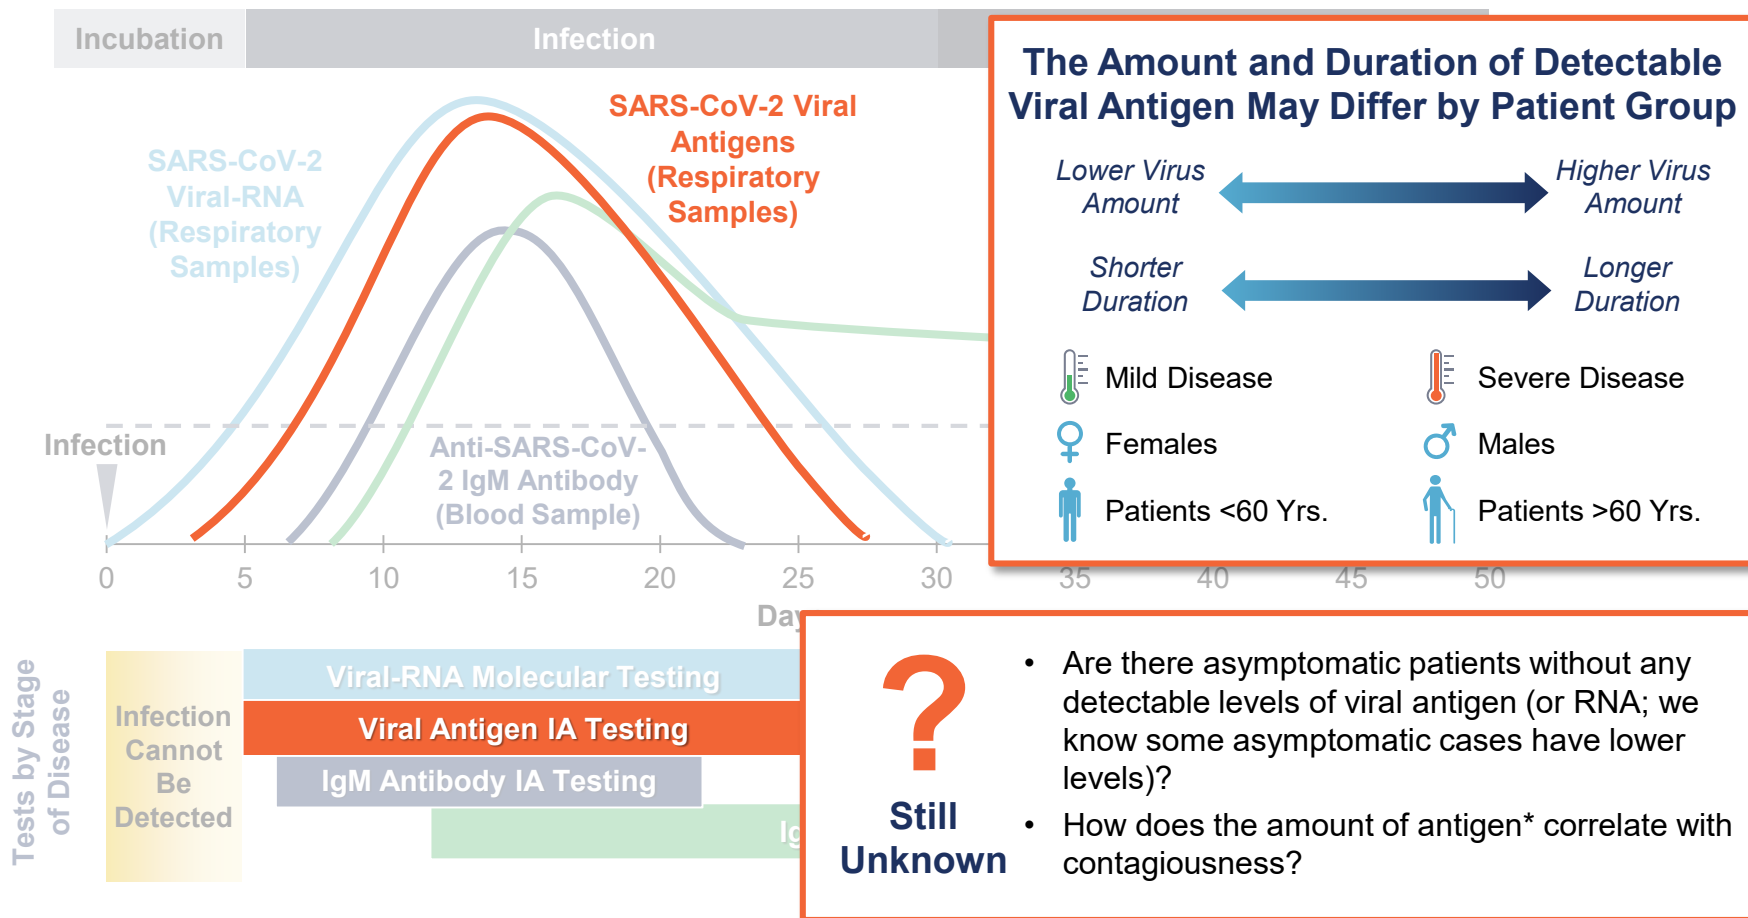 Incubation
Infection
The Amount and Duration of Detectable
Viral Antigen May Differ by Patient Group
Lower Virus
Amount
Higher Virus
Amount
Shorter
Duration
Longer
Duration
Mild Disease
Severe Disease
Females
Males
Patients <60 Yrs.
Patients >60 Yrs.
SARS-CoV-2
Viral-RNA
(Respiratory
Samples)
SARS-CoV-2 Viral
Antigens
(Respiratory
Samples)
Infection
Anti-SARS-CoV-
2 IgM Antibody
(Blood Sample)
0 5 10 15 20 25 30 35 40 45 50
Tests by Stage
of Disease
Infection
Cannot
Be
Detected
Viral-RNA Molecular Testing
Viral Antigen IA Testing
IgM Antibody IA Testing
?
Still
Unknown
• Are there asymptomatic patients without any
detectable levels of viral antigen (or RNA; we
know some asymptomatic cases have lower
levels)?
• How does the amount of antigen* correlate with
contagiousness?